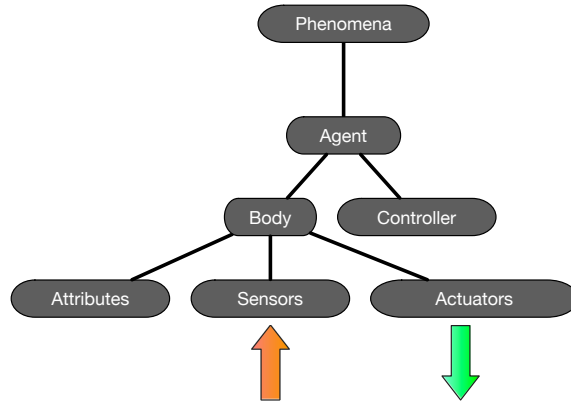 Phenomena
Agent
Body
Controller
Attributes
Sensors
Actuators